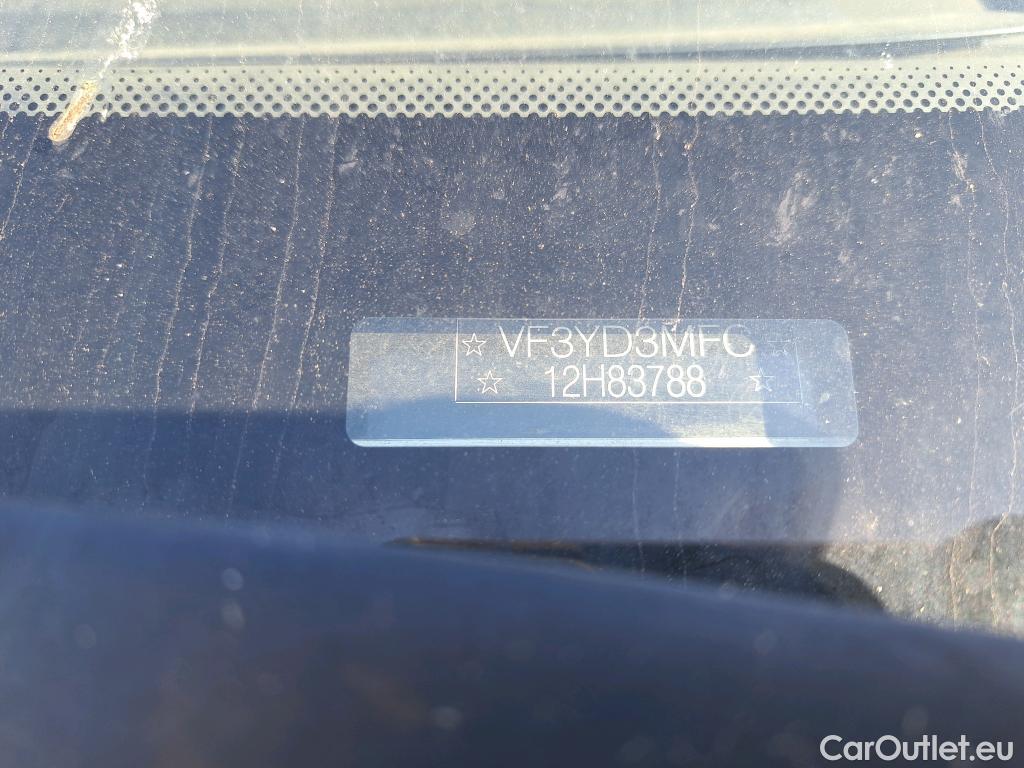 ☆ VF3YD3MFC ☆
☆ 12H83788 ☆
CarOutlet.eu